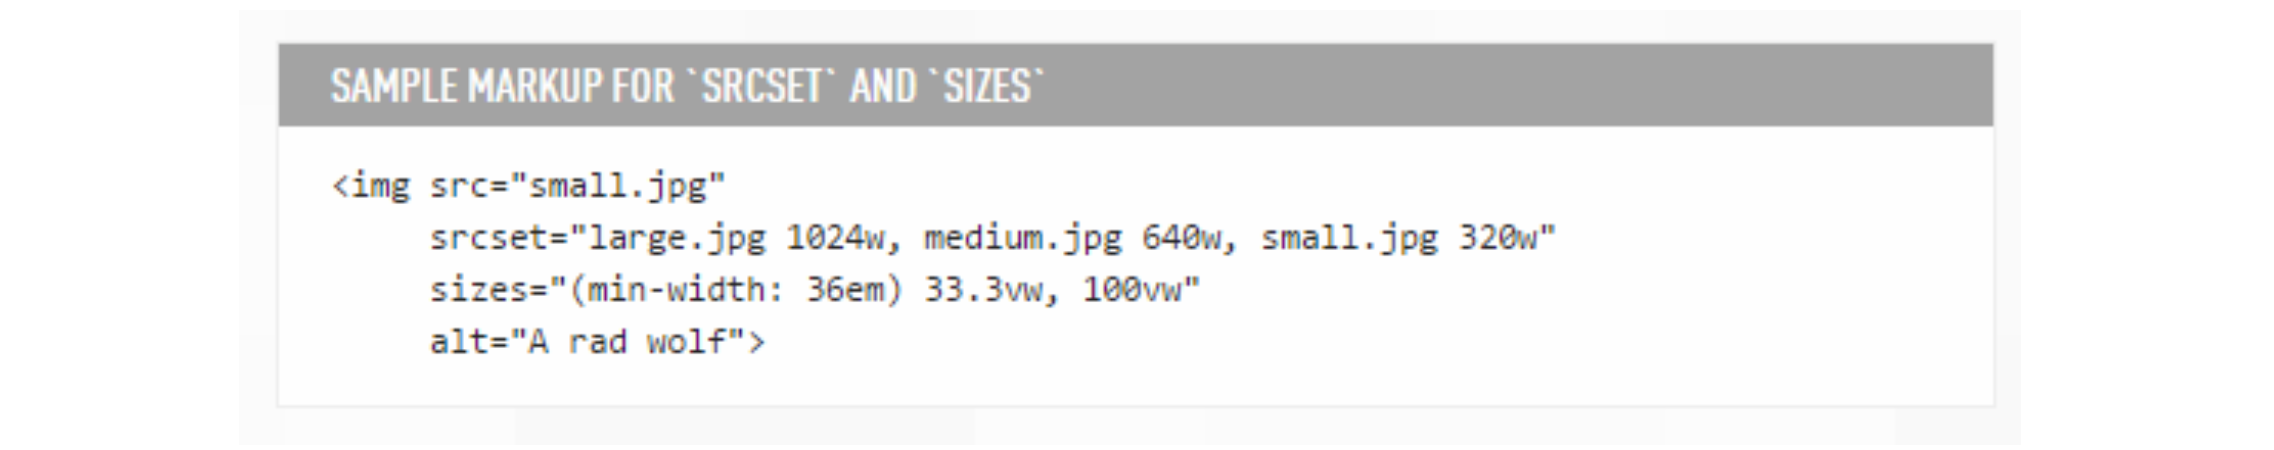 SAMPLE MARKUP FOR `SRCSET` AND `SIZES`
<img src="small.jpg"
srcset="large.jpg 1024w, medium.jpg 640w, small.jpg 320w"
sizes="(min-width: 36em) 33.3vw, 100vw"
alt="A rad wolf">